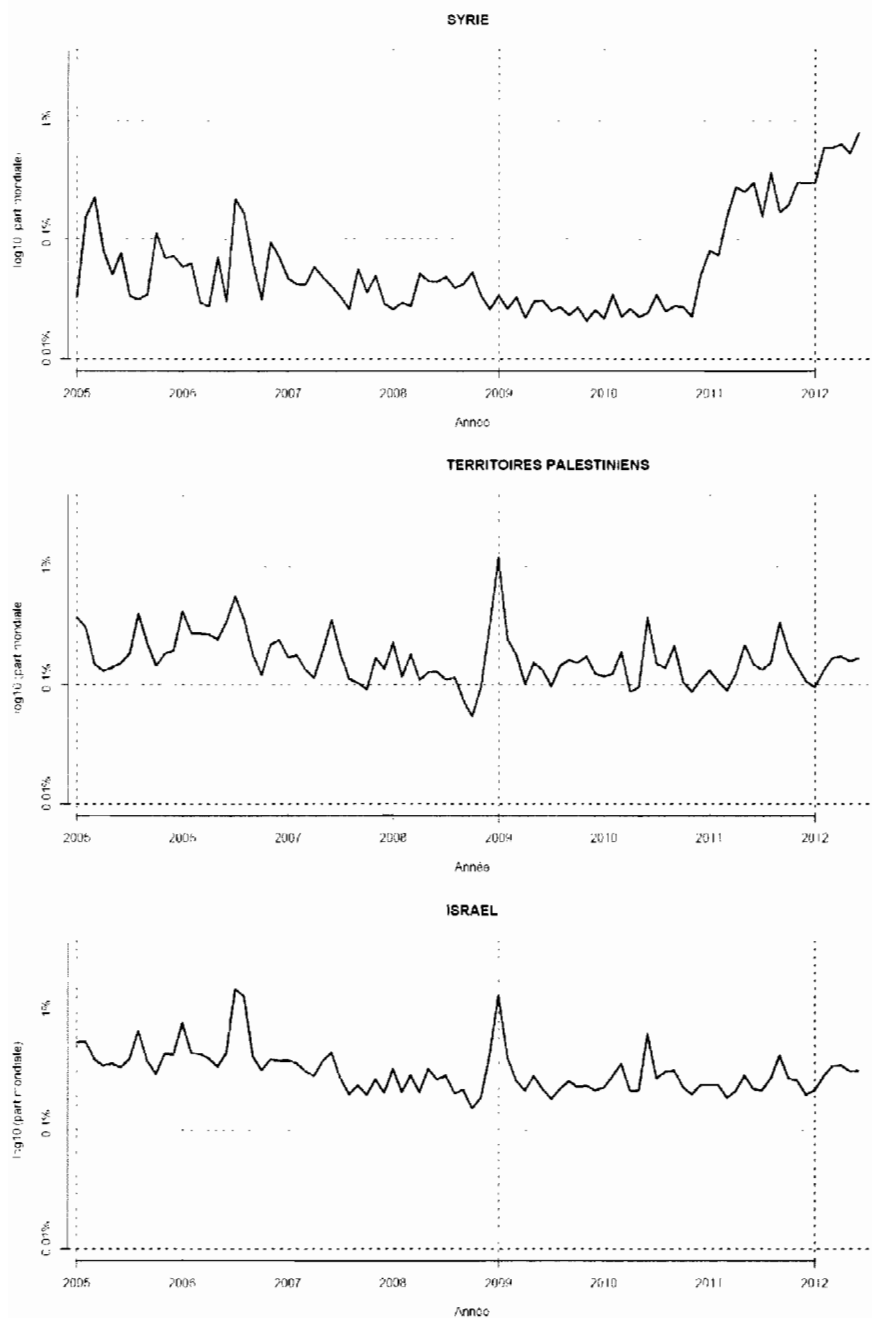 SYRIE
1%
0.1%
0.01%
log10 (part mondiale)
2005 2006 2007 2008 2009 2010 2011 2012
Année
TERRITOIRES PALESTINIENS
1%
0.1%
0.01%
log10 (part mondiale
2005 2006 2007 2008 2009 2010 2011 2012
Année
ISRAEL
1%
0.1%
0.01%
log10 (part mondiale)
2005 2006 2007 2008 2009 2010 2011 2012
Année